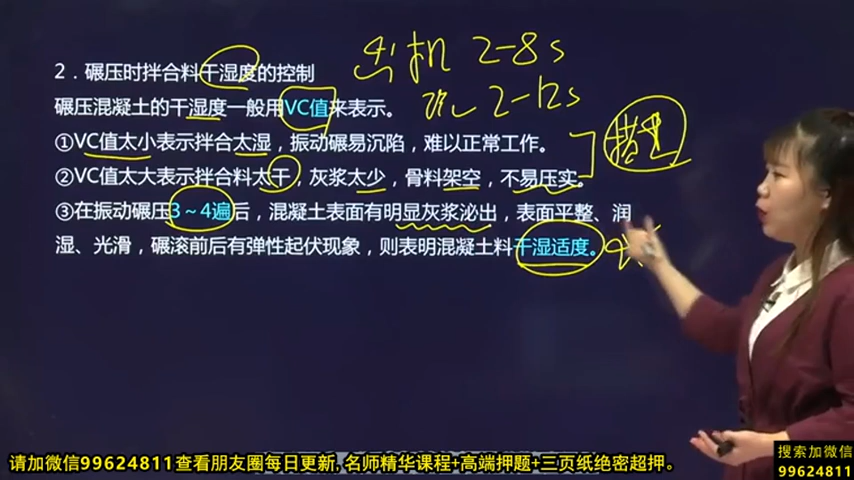 出机 2-8s
现 2-12s
2．碾压时拌合料干湿度的控制
碾压混凝土的干湿度一般用VC值来表示。
①VC值太小表示拌合太湿，振动碾易沉陷，难以正常工作。
②VC值太大表示拌合料太干，灰浆太少，骨料架空，不易压实。
③在振动碾压3～4遍后，混凝土表面有明显灰浆泌出，表面平整、润
湿、光滑，碾滚前后有弹性起伏现象，则表明混凝土料干湿适度。
请加微信99624811查看朋友圈每日更新,名师精华课程+高端押题+三页纸绝密超押。
搜索加微信
99624811